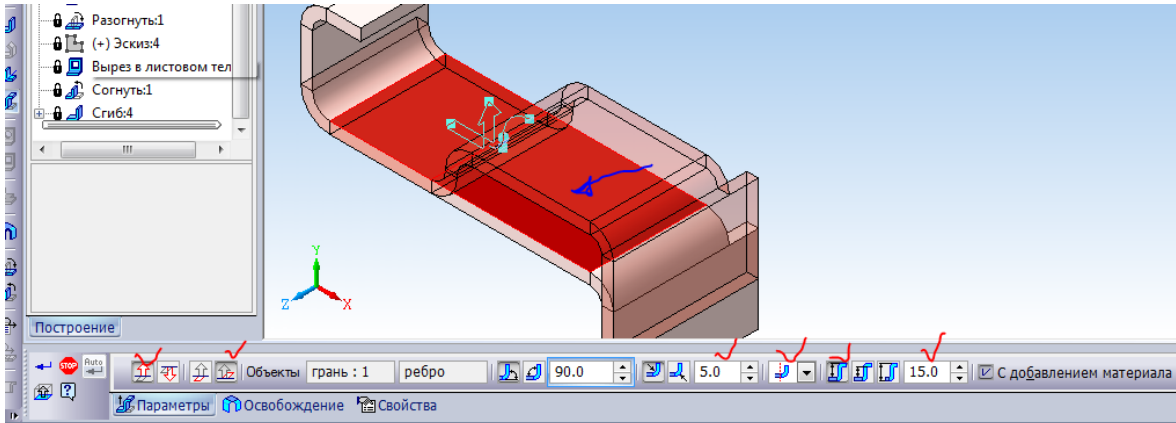 Разогнуть:1
(+) Эскиз:4
Вырез в листовом тел
Согнуть:1
Сгиб:4
Y
Z
X
Построение
STOP Auto Объекты грань : 1 ребро 90.0 5.0 15.0 С добавлением материала
Параметры Освобождение Свойства